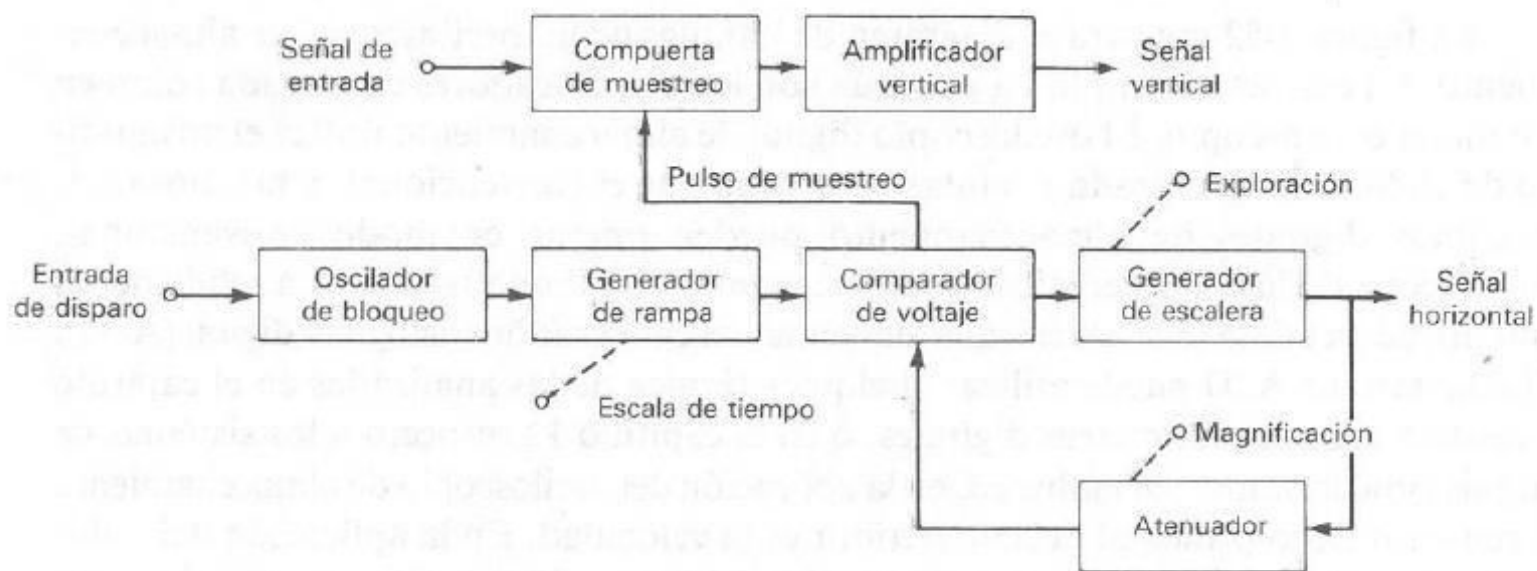 Señal de
entrada
Compuerta
de muestreo
Amplificador
vertical
Señal
vertical
Pulso de muestreo
Exploración
Entrada
de disparo
Oscilador
de bloqueo
Generador
de rampa
Comparador
de voltaje
Generador
de escalera
Señal
horizontal
Escala de tiempo
Magnificación
Atenuador